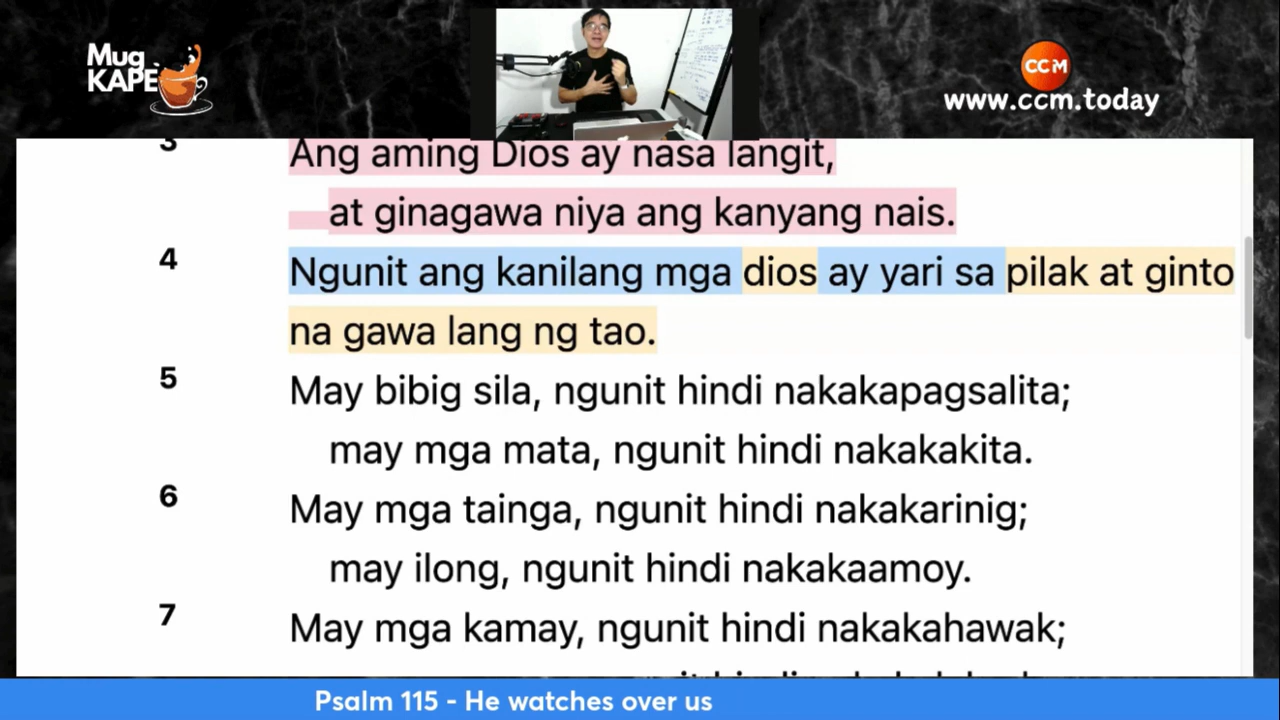 Mug
KAPE
CCM
www.ccm.today
3
Ang aming Dios ay nasa langit,
at ginagawa niya ang kanyang nais.
4
Ngunit ang kanilang mga dios ay yari sa pilak at ginto
na gawa lang ng tao.
5
May bibig sila, ngunit hindi nakakapagsalita;
may mga mata, ngunit hindi nakakakita.
6
May mga tainga, ngunit hindi nakakarinig;
may ilong, ngunit hindi nakakaamoy.
7
May mga kamay, ngunit hindi nakakahawak;
Psalm 115 - He watches over us